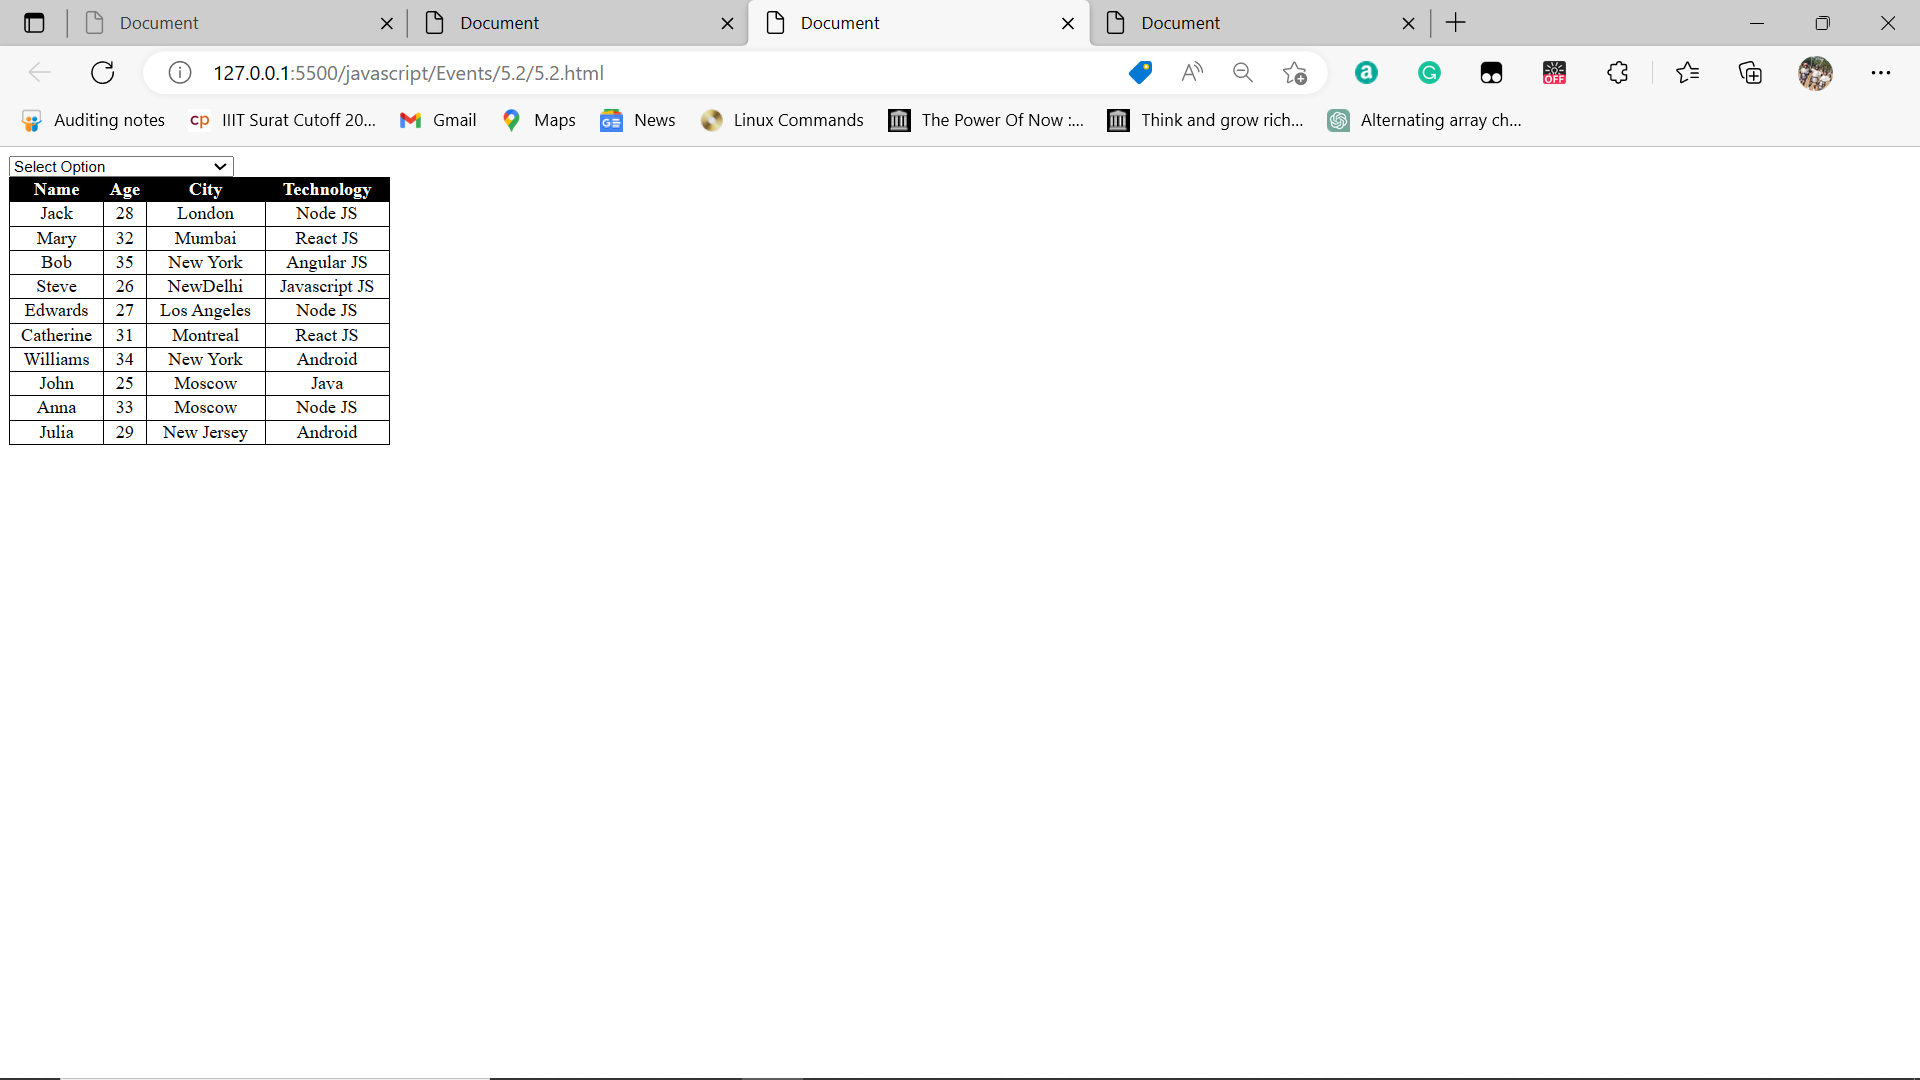 Document Document Document Document
127.0.0.1:5500/javascript/Events/5.2/5.2.html
OFF
Auditing notes cp IIIT Surat Cutoff 20... Gmail Maps News Linux Commands The Power Of Now :... Think and grow rich... Alternating array ch...
Select Option
Name Age City Technology
Jack 28 London Node JS
Mary 32 Mumbai React JS
Bob 35 New York Angular JS
Steve 26 NewDelhi Javascript JS
Edwards 27 Los Angeles Node JS
Catherine 31 Montreal React JS
Williams 34 New York Android
John 25 Moscow Java
Anna 33 Moscow Node JS
Julia 29 New Jersey Android